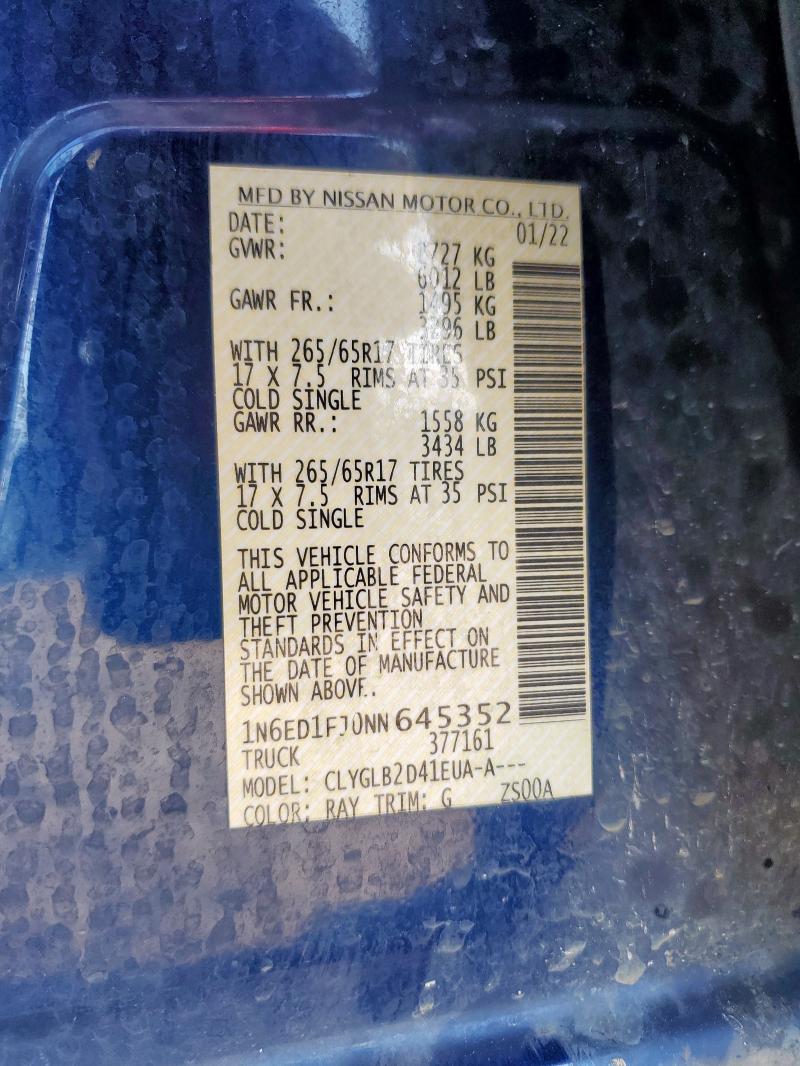 MFD BY NISSAN MOTOR CO., LTD.
DATE: 01/22
GVWR: 2727 KG
6012 LB
GAWR FR.: 1495 KG
3296 LB
WITH 265/65R17 TIRES
17 X 7.5 RIMS AT 35 PSI
COLD SINGLE
GAWR RR.: 1558 KG
3434 LB
WITH 265/65R17 TIRES
17 X 7.5 RIMS AT 35 PSI
COLD SINGLE
THIS VEHICLE CONFORMS TO
ALL APPLICABLE FEDERAL
MOTOR VEHICLE SAFETY AND
THEFT PREVENTION
STANDARDS IN EFFECT ON
THE DATE OF MANUFACTURE
SHOWN ABOVE.
1N6ED1FJ0NN645352
TRUCK 377161
MODEL: CLYGLB2D41EUA-A---
COLOR: RAY TRIM: G ZS00A